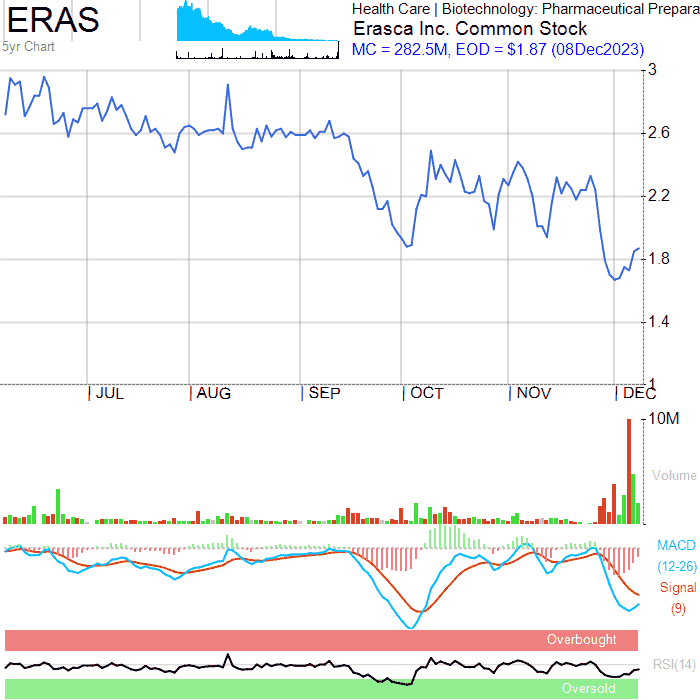 ERAS
5yr Chart
Health Care | Biotechnology: Pharmaceutical Prepara
Erasca Inc. Common Stock
MC = 282.5M, EOD = $1.87 (08Dec2023)
3
2.6
2.2
1.8
1.4
1
JUL AUG SEP OCT NOV DEC
10M
Volume
MACD
(12-26)
Signal
(9)
Overbought
RSI(14)
Oversold